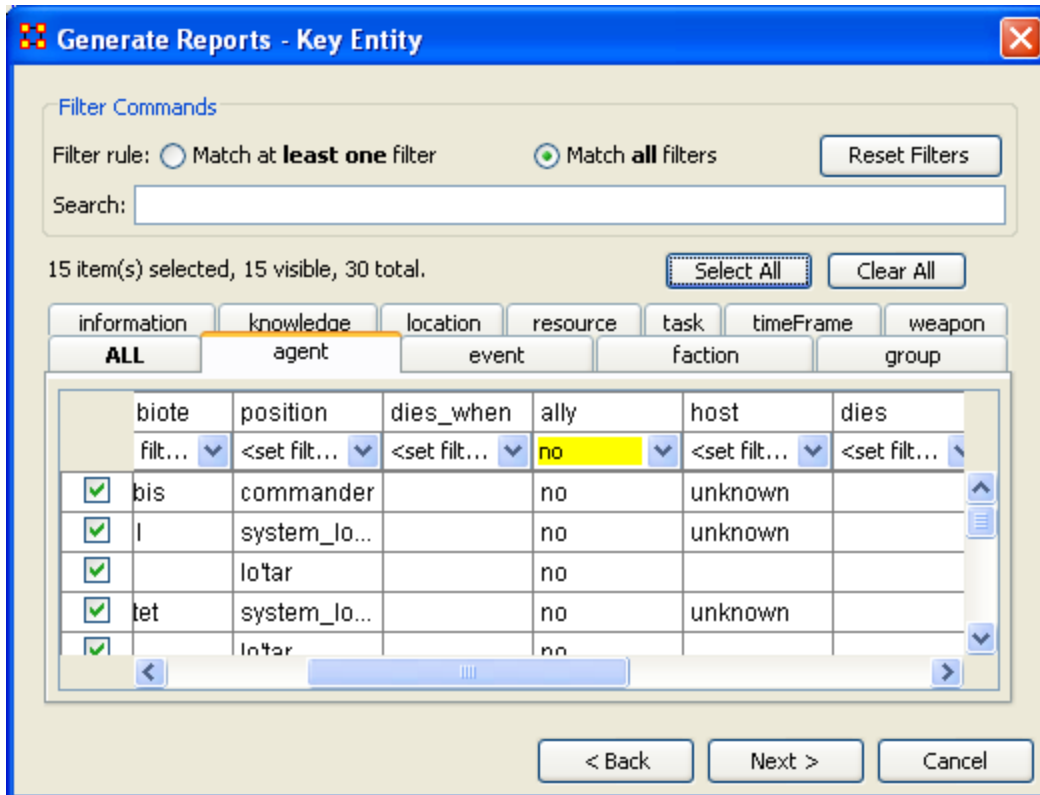 Generate Reports - Key Entity
Filter Commands
Filter rule: Match at least one filter Match all filters Reset Filters
Search:
15 item(s) selected, 15 visible, 30 total. Select All Clear All
information knowledge location resource task timeFrame weapon
ALL agent event faction group
biote position dies_when ally host dies
filt... <set filt... <set filt... no <set filt... <set filt...
bis commander no unknown
l system_lo... no unknown
lo'tar no
tet system_lo... no unknown
lo'tar no
< Back Next > Cancel